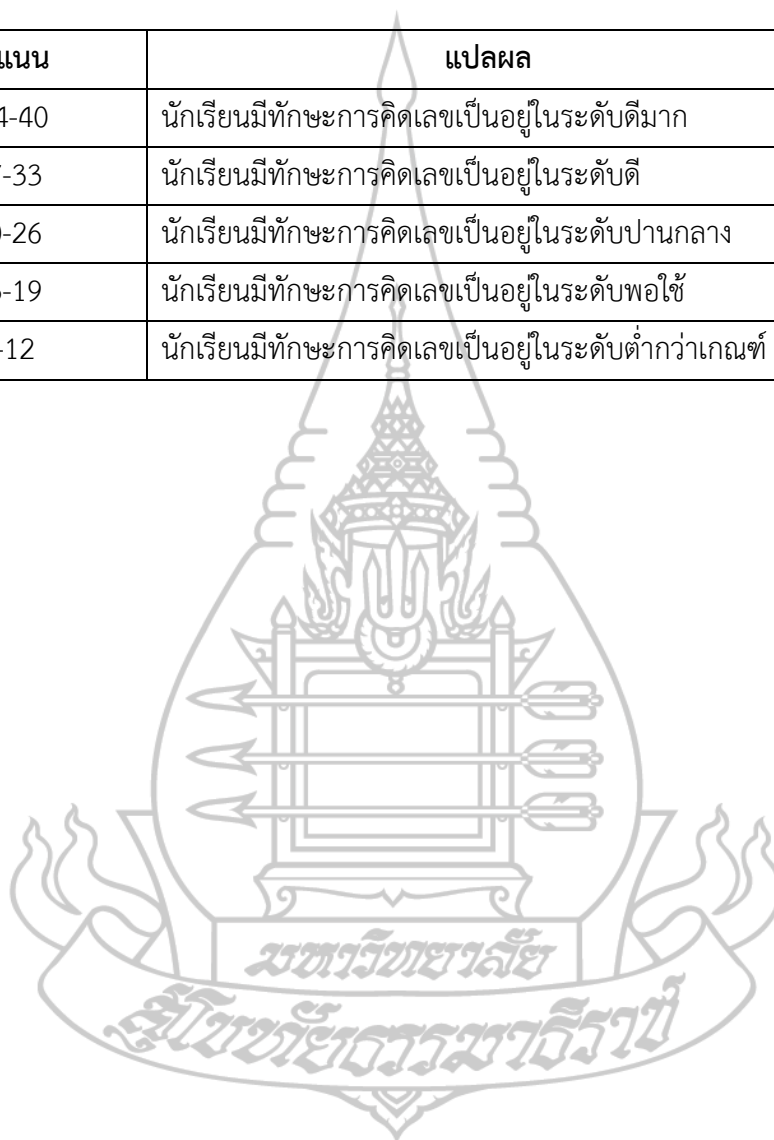 แนน แปลผล
4-40 นักเรียนมีทักษะการคิดเลขเป็นอยู่ในระดับดีมาก
-33 นักเรียนมีทักษะการคิดเลขเป็นอยู่ในระดับดี
-26 นักเรียนมีทักษะการคิดเลขเป็นอยู่ในระดับปานกลาง
-19 นักเรียนมีทักษะการคิดเลขเป็นอยู่ในระดับพอใช้
-12 นักเรียนมีทักษะการคิดเลขเป็นอยู่ในระดับต่ำกว่าเกณฑ์
มหาวิทยาลัย
สุโขทัยธรรมาธิราช